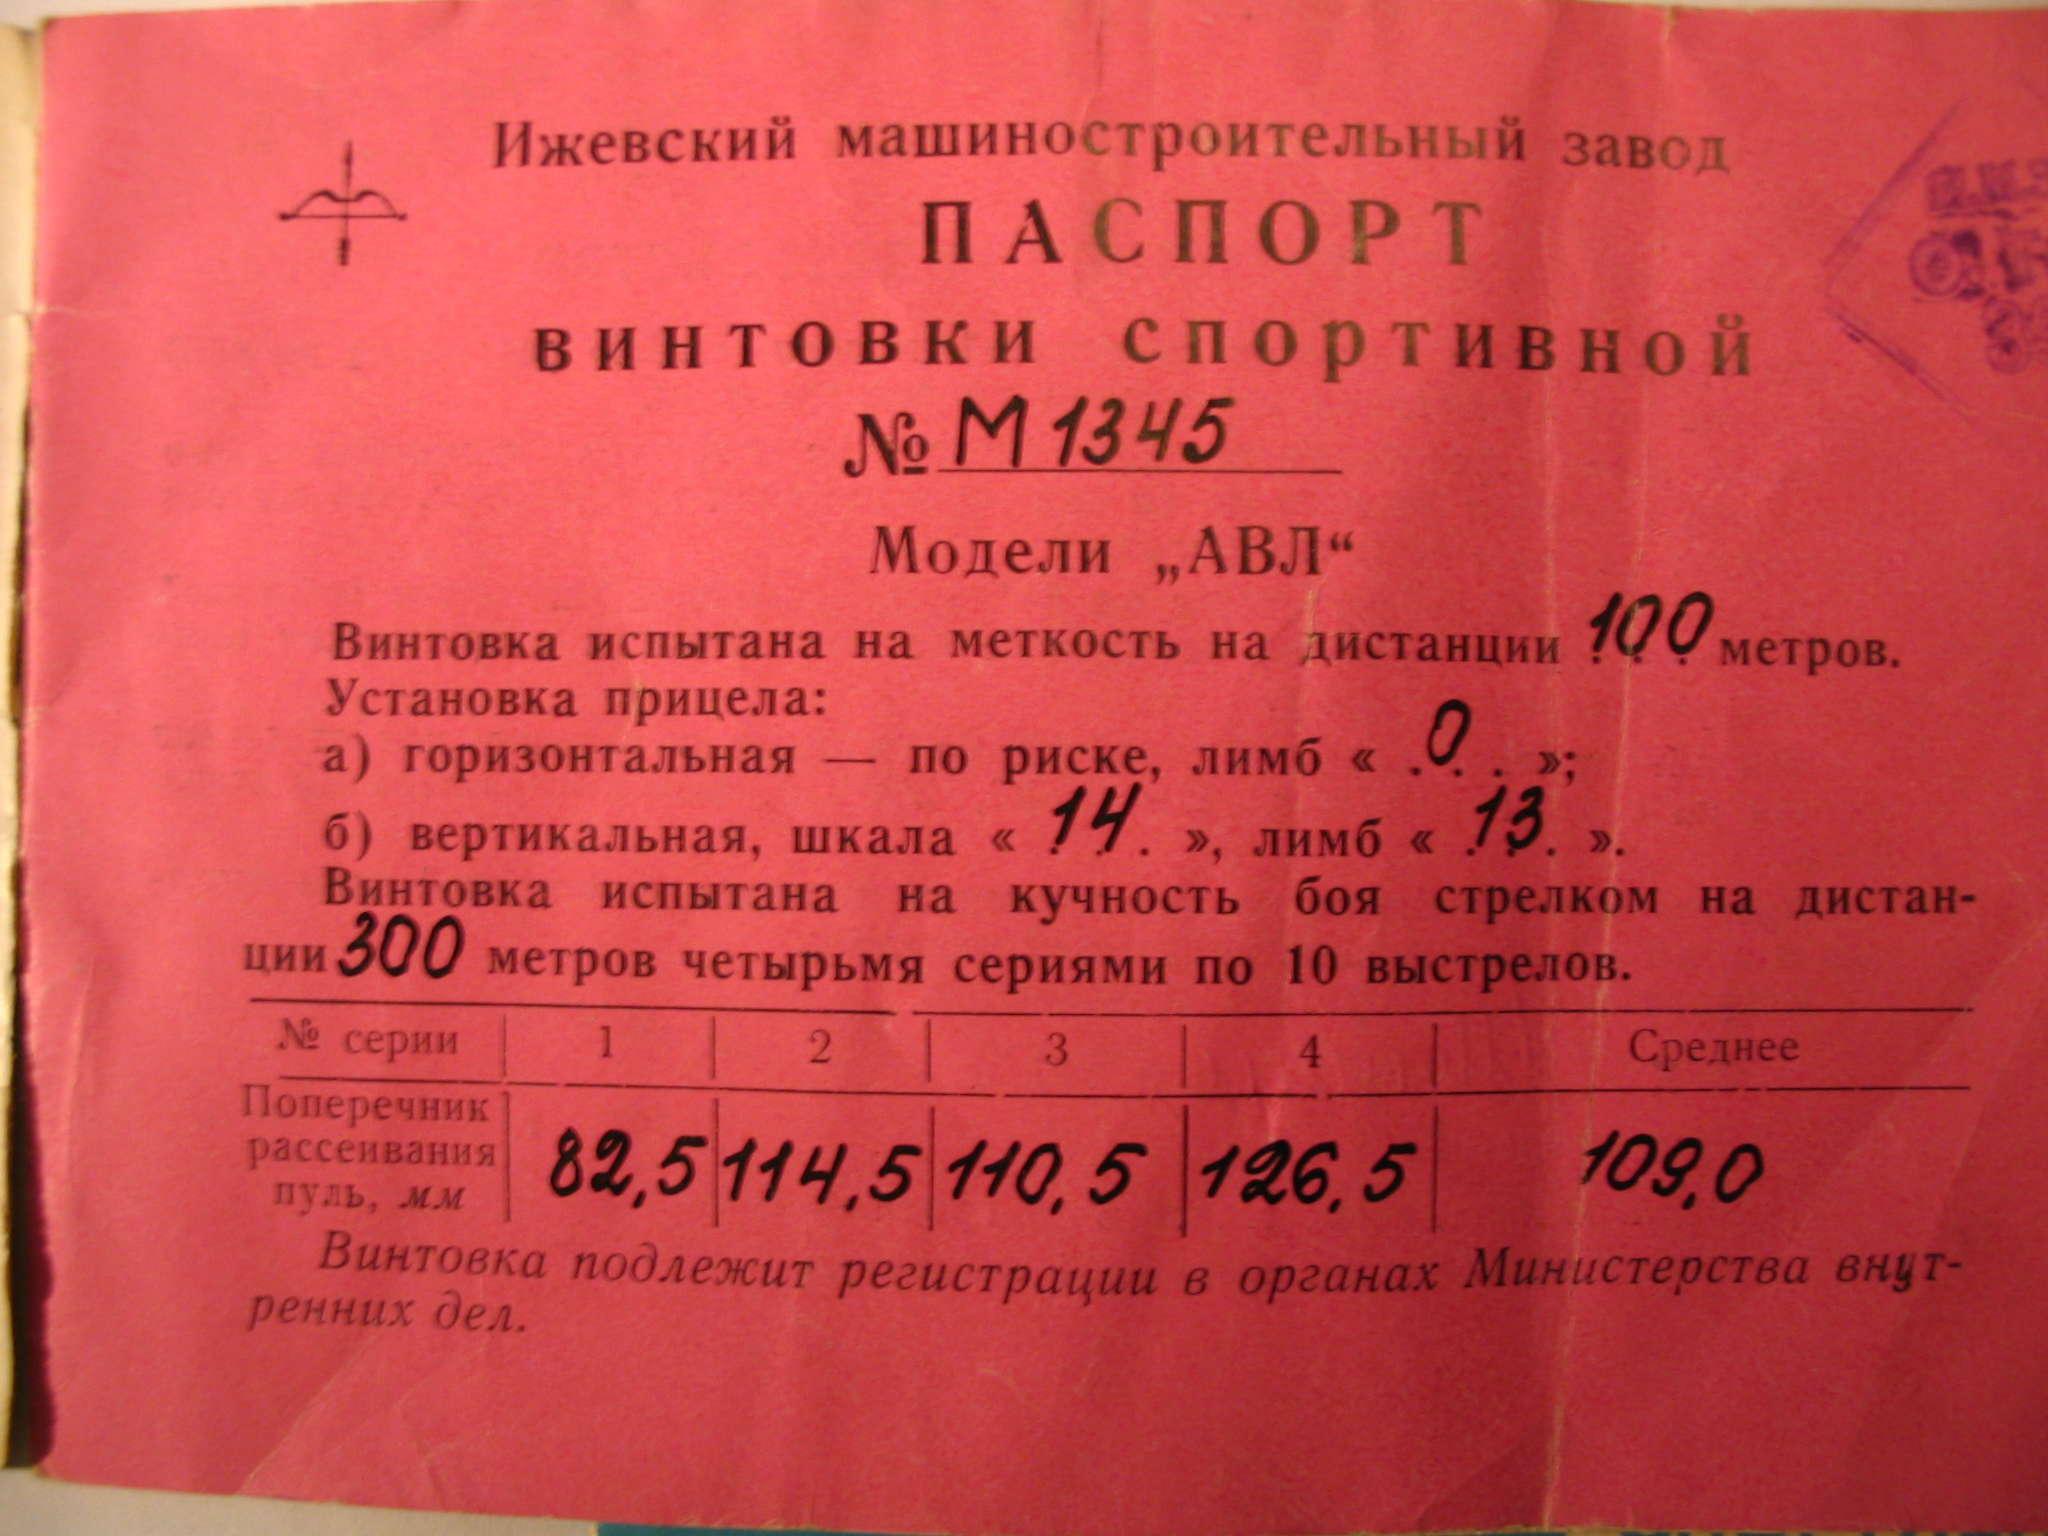 Ижевский машиностроительный завод
ПАСПОРТ
винтовки спортивной
№ М 1345
Модели „АВЛ“
Винтовка испытана на меткость на дистанции 100 метров.
Установка прицела:
а) горизонтальная — по риске, лимб « .0. . »;
б) вертикальная, шкала « 14 . », лимб « 13 . ».
Винтовка испытана на кучность боя стрелком на дистан-
ции 300 метров четырьмя сериями по 10 выстрелов.
№ серии 1 2 3 4 Среднее
Поперечник
рассеивания
пуль, мм 82,5 114,5 110,5 126,5 109,0
Винтовка подлежит регистрации в органах Министерства внут-
ренних дел.